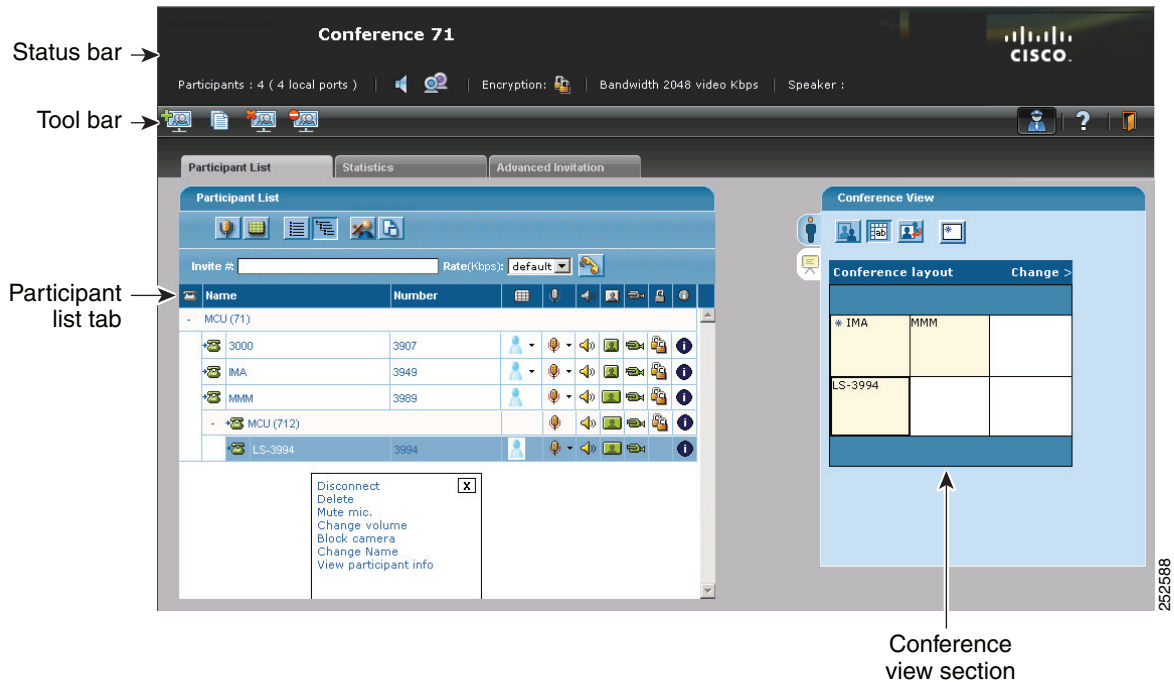 Conference 71
CISCO
Status bar
Participants : 4 ( 4 local ports ) | | Encryption: | Bandwidth 2048 video Kbps | Speaker :
Tool bar
?
Participant List Statistics Advanced Invitation
Participant List
Invite #: Rate(Kbps): default
Participant list tab
Name Number
- MCU (71)
3000 3907
IMA 3949
MMM 3989
- MCU (712)
LS-3994 3994
Disconnect X
Delete
Mute mic.
Change volume
Block camera
Change Name
View participant info
Conference View
ab
Conference layout Change >
* IMA MMM
LS-3994
252588
Conference
view section